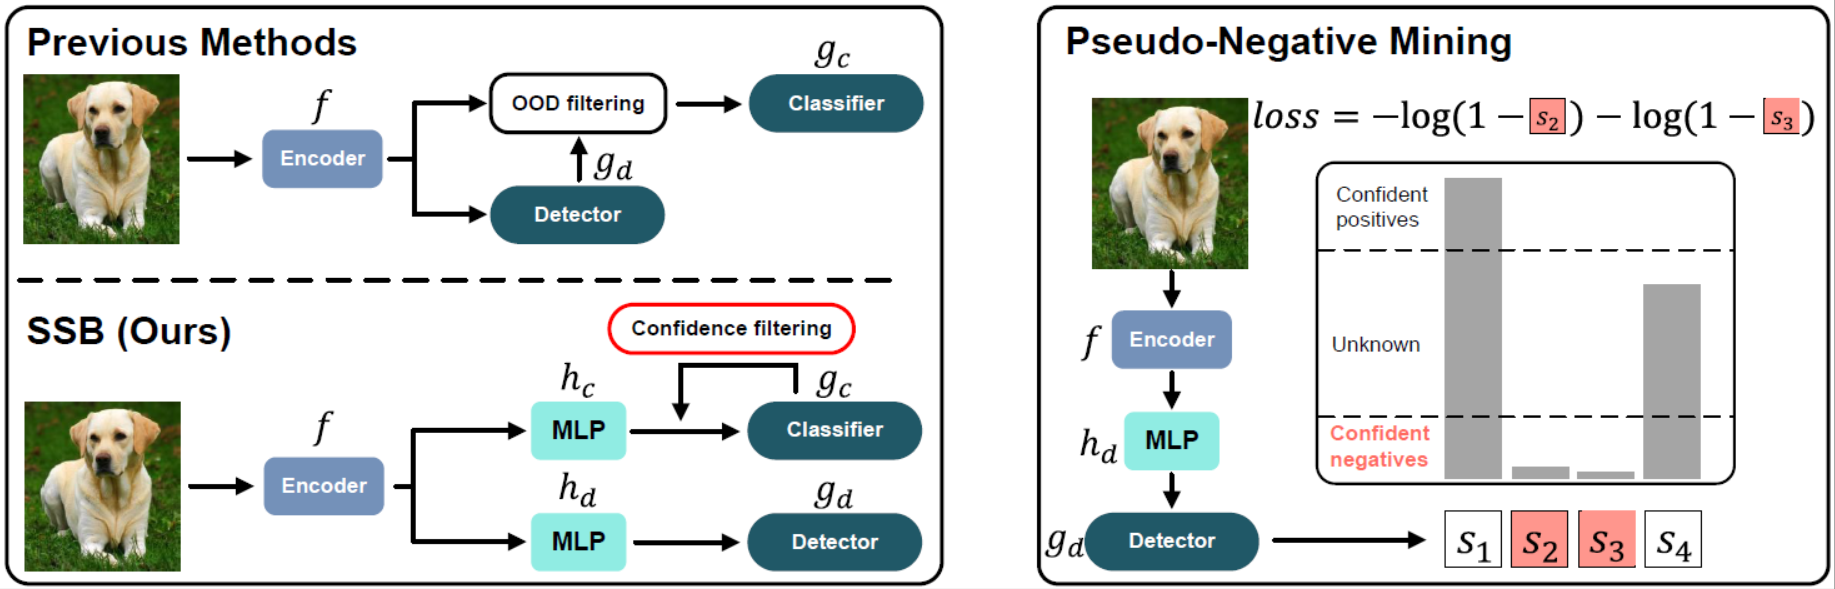 Previous Methods
g_c
f
OOD filtering
Classifier
Encoder
g_d
Detector
SSB (Ours)
Confidence filtering
h_c
g_c
f
MLP
Classifier
Encoder
h_d
g_d
MLP
Detector
Pseudo-Negative Mining
loss = −log(1 − s_2) − log(1 − s_3)
Confident
positives
f
Encoder
Unknown
h_d
MLP
Confident
negatives
g_d
Detector
s_1 s_2 s_3 s_4